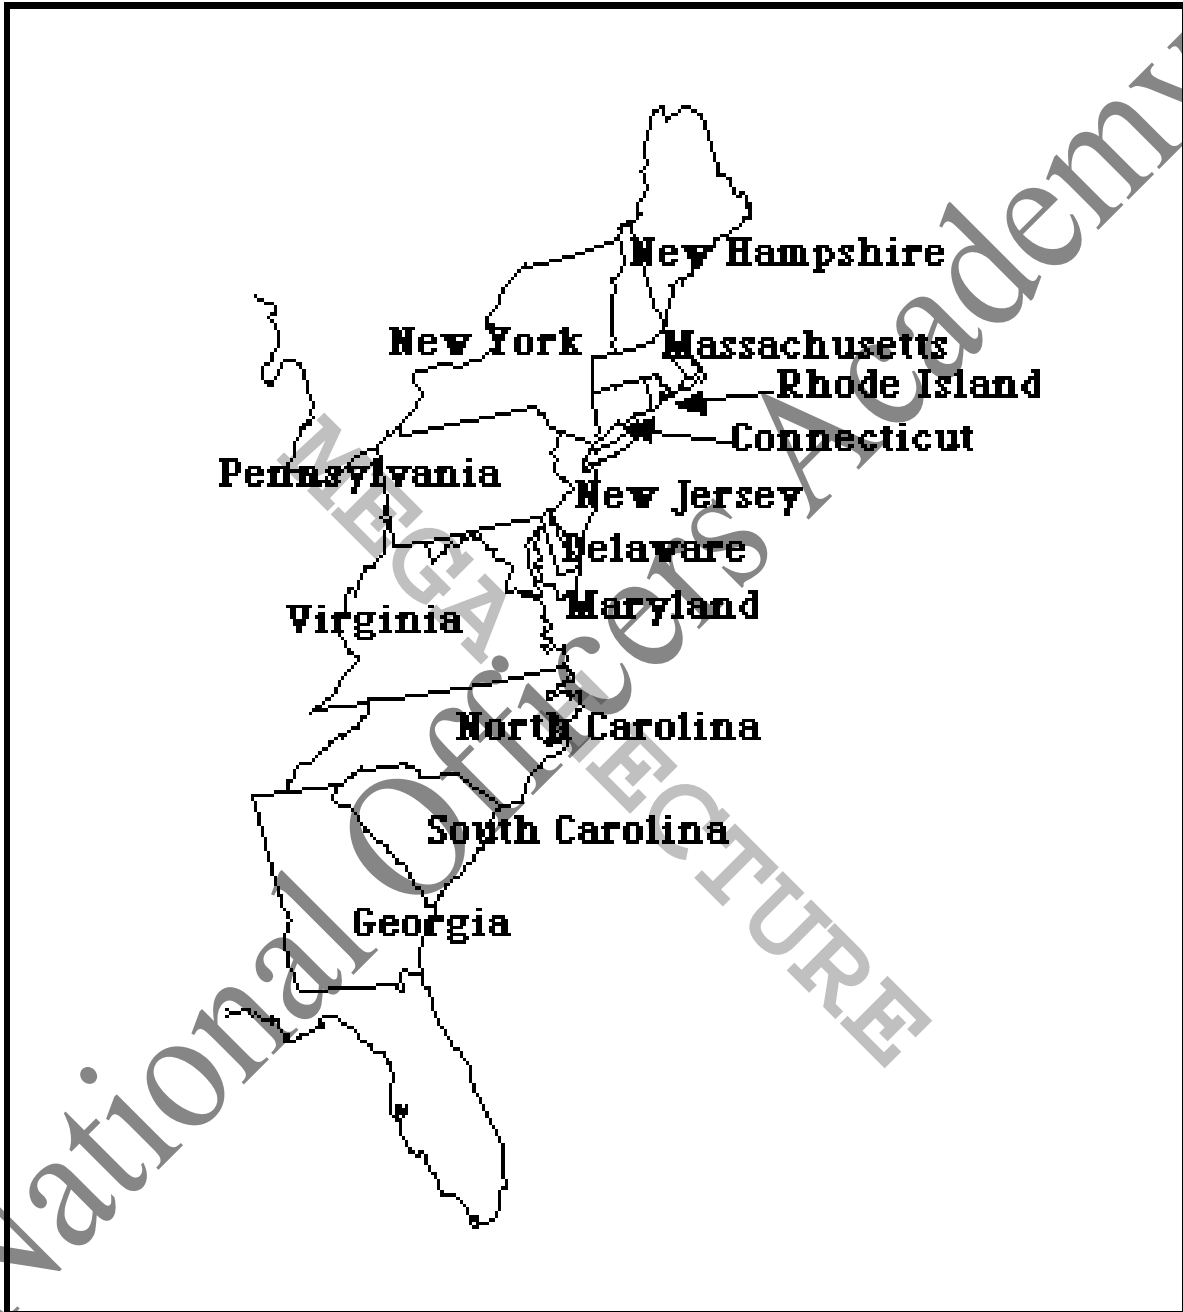 New Hampshire
New York
Massachusetts
Rhode Island
Connecticut
Pennsylvania
New Jersey
Delaware
Maryland
Virginia
North Carolina
South Carolina
Georgia
National Officers Academy
MEGA LECTURE